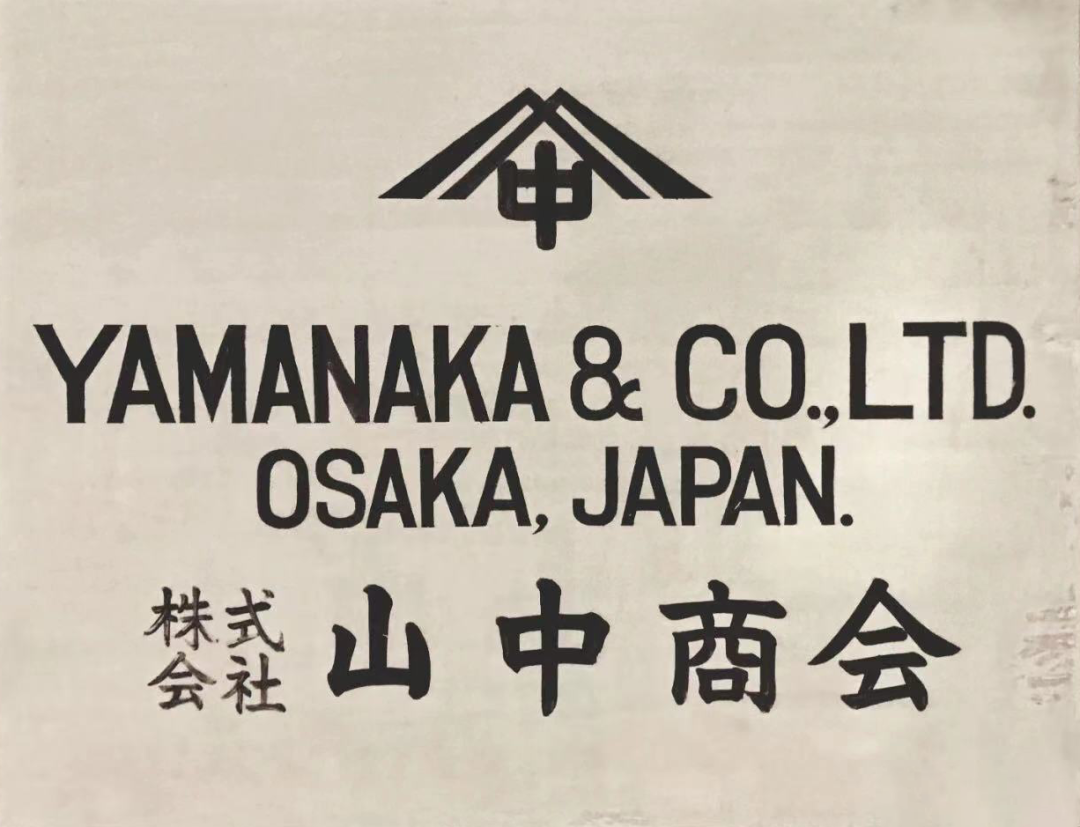 中
YAMANAKA & CO., LTD.
OSAKA, JAPAN.
株式会社 山中商会